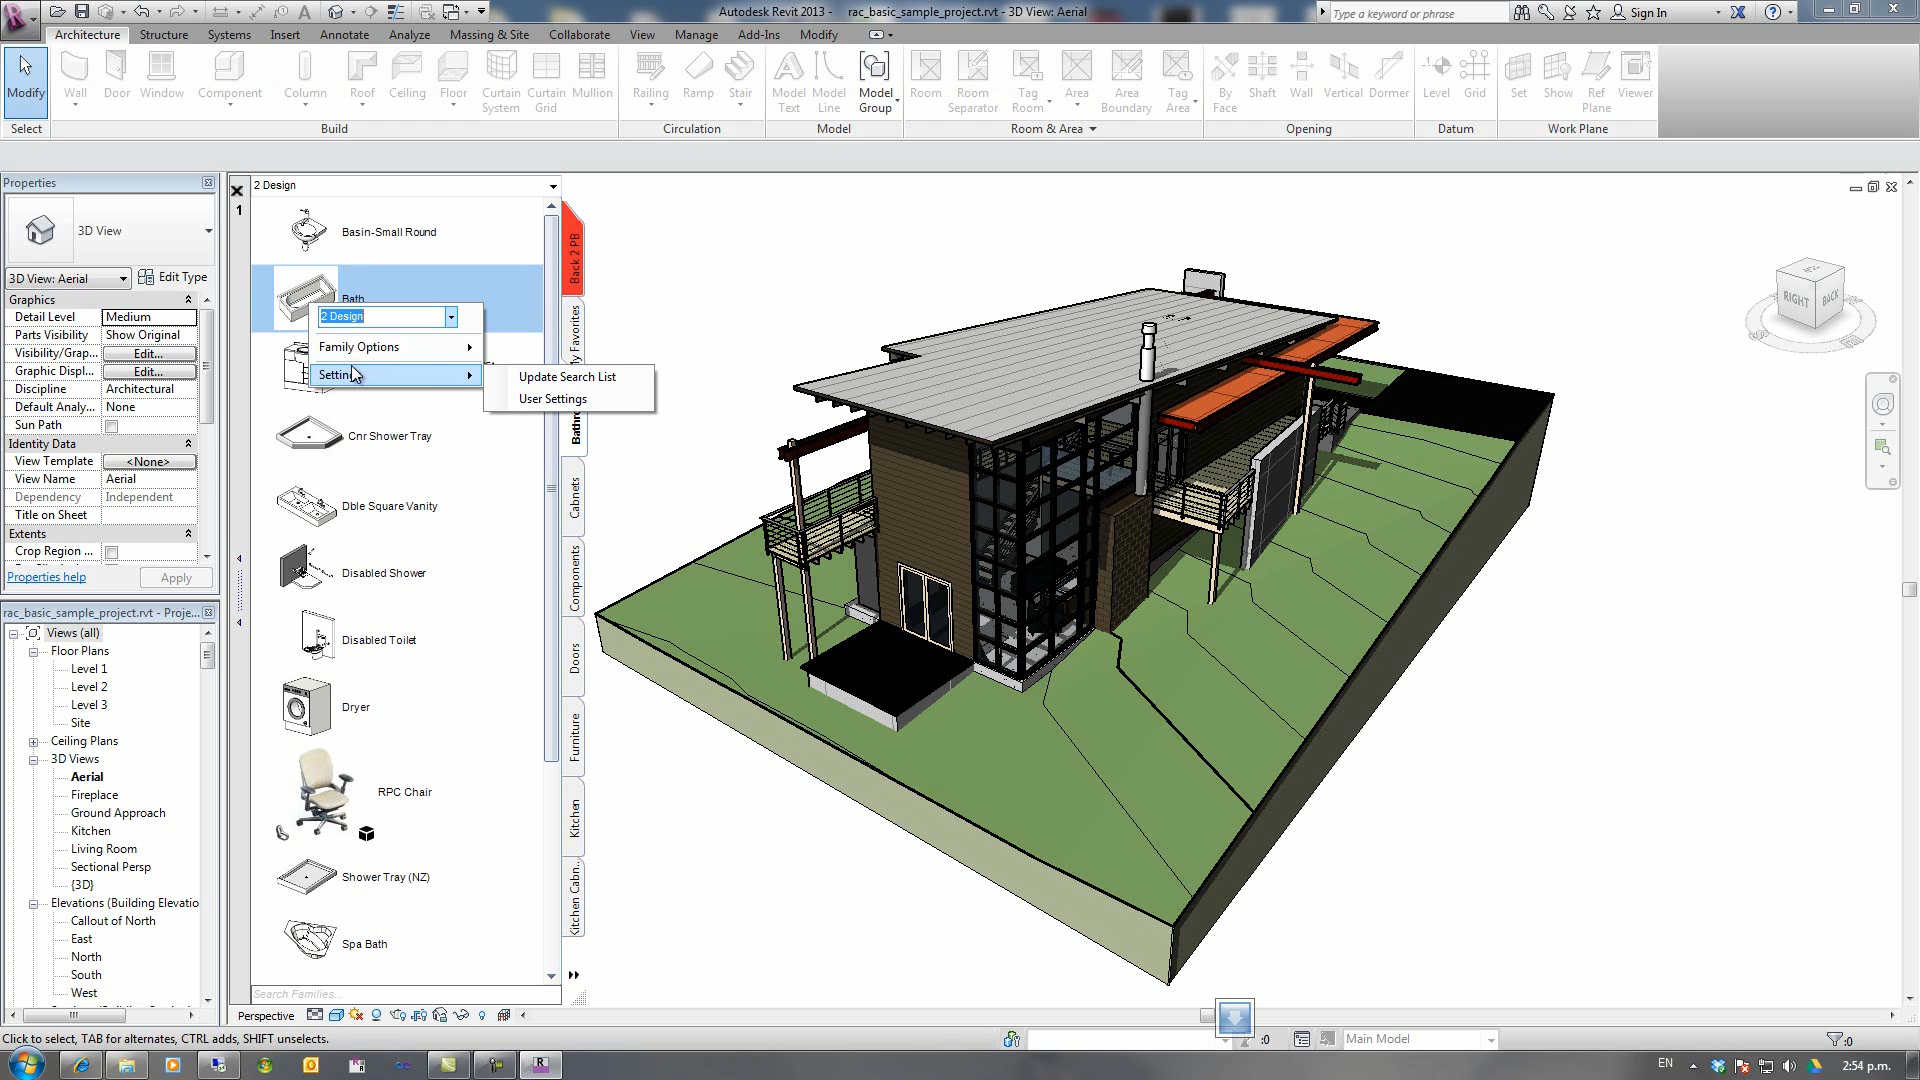 Autodesk Revit 2013 - rac_basic_sample_project.rvt - 3D View: Aerial
Type a keyword or phrase
Sign In
Architecture Structure Systems Insert Annotate Analyze Massing & Site Collaborate View Manage Add-Ins Modify
Modify
Wall
Door
Window
Component
Column
Roof
Ceiling
Floor
Curtain System
Curtain Grid
Mullion
Railing
Ramp
Stair
Model Text
Model Line
Model Group
Room
Room Separator
Tag Room
Area
Area Boundary
Tag Area
By Face
Shaft
Wall
Vertical
Dormer
Level
Grid
Set
Show
Ref Plane
Viewer
Select
Build
Circulation
Model
Room & Area
Opening
Datum
Work Plane
Properties
3D View
3D View: Aerial
Edit Type
Graphics
Detail Level Medium
Parts Visibility Show Original
Visibility/Grap... Edit...
Graphic Displ... Edit...
Discipline Architectural
Default Analy... None
Sun Path
Identity Data
View Template <None>
View Name Aerial
Dependency Independent
Title on Sheet
Extents
Crop Region ...
Properties help
Apply
rac_basic_sample_project.rvt - Proje...
Views (all)
Floor Plans
Level 1
Level 2
Level 3
Site
Ceiling Plans
3D Views
Aerial
Fireplace
Ground Approach
Kitchen
Living Room
Sectional Persp
{3D}
Elevations (Building Elevatio
Callout of North
East
North
South
West
1
2 Design
Basin-Small Round
Bath
2 Design
Family Options
Settin
Update Search List
User Settings
Cnr Shower Tray
Dble Square Vanity
Disabled Shower
Disabled Toilet
Dryer
RPC Chair
Shower Tray (NZ)
Spa Bath
Search Families...
Back 2 PB
y Favorites
Bathr
Cabinets
Components
Doors
Furniture
Kitchen
Kitchen Cabn..
RIGHT
BACK
Perspective
Click to select, TAB for alternates, CTRL adds, SHIFT unselects.
:0
Main Model
:0
EN
2:54 p.m.